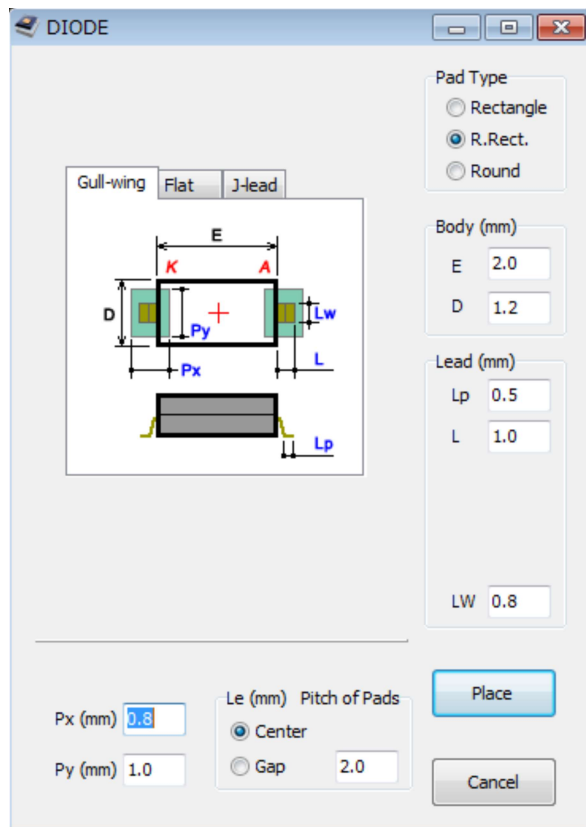 DIODE
Pad Type
Rectangle
R.Rect.
Round
Gull-wing Flat J-lead
E
K A
D
Py
Lw
L
Px
Lp
Body (mm)
E 2.0
D 1.2
Lead (mm)
Lp 0.5
L 1.0
LW 0.8
Px (mm) 0.8
Py (mm) 1.0
Le (mm) Pitch of Pads
Center
Gap 2.0
Place
Cancel